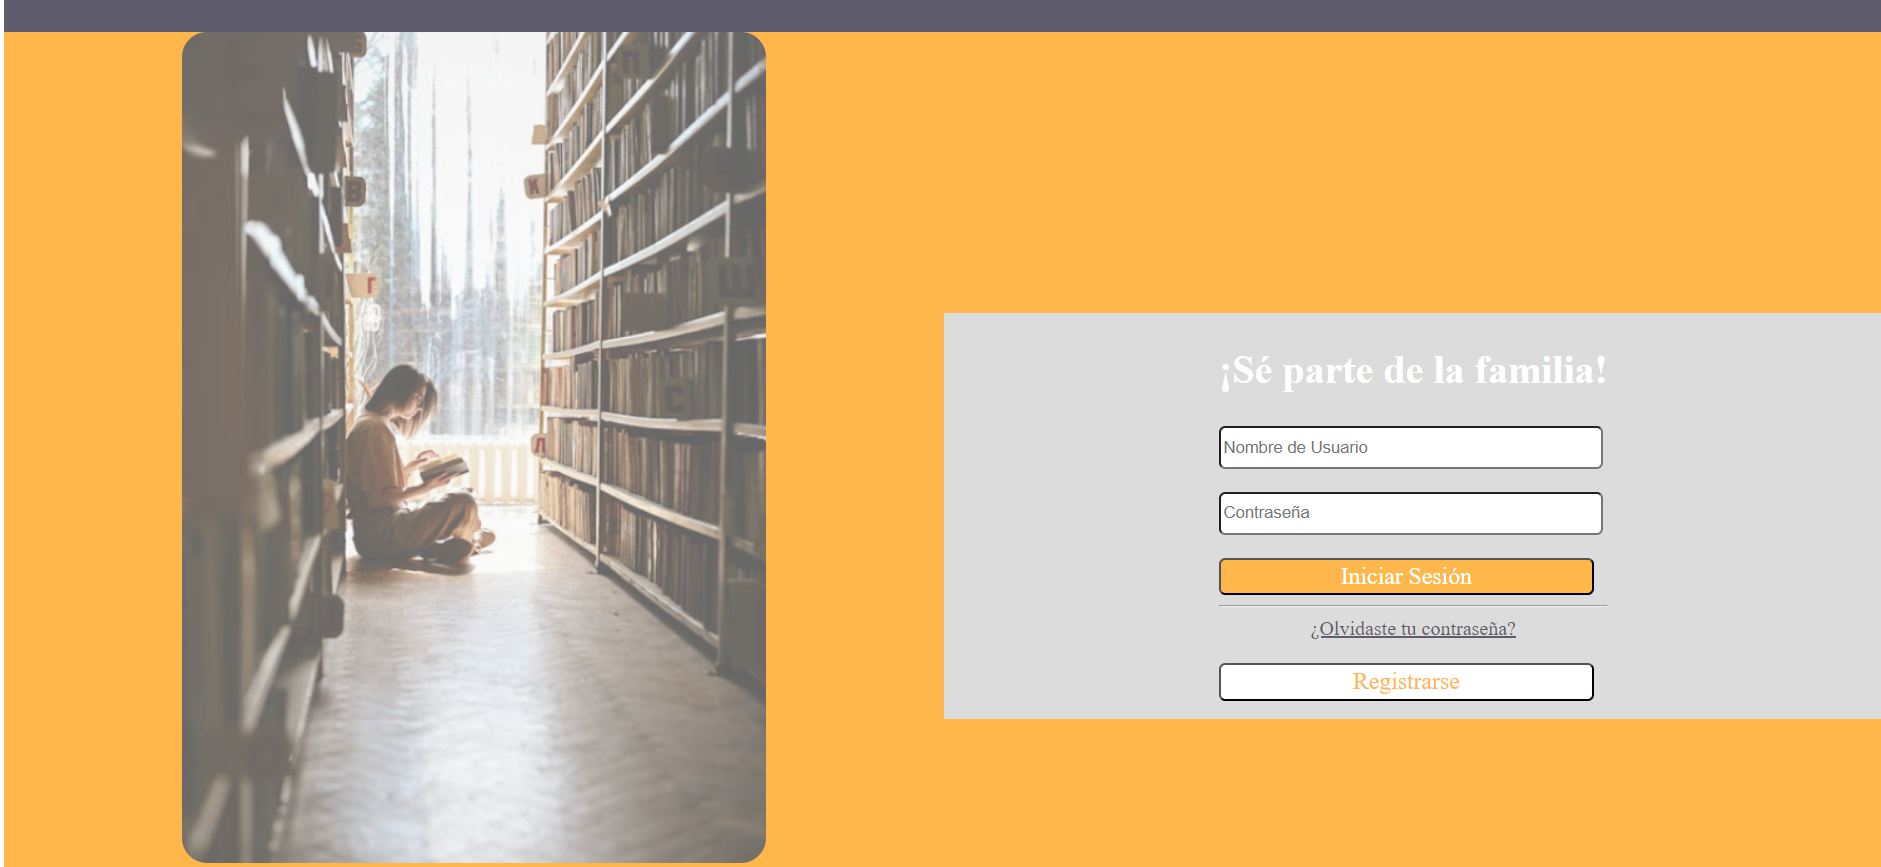 В
К
Г
Л
С
¡Sé parte de la familia!
Nombre de Usuario
Contraseña
Iniciar Sesión
¿Olvidaste tu contraseña?
Registrarse